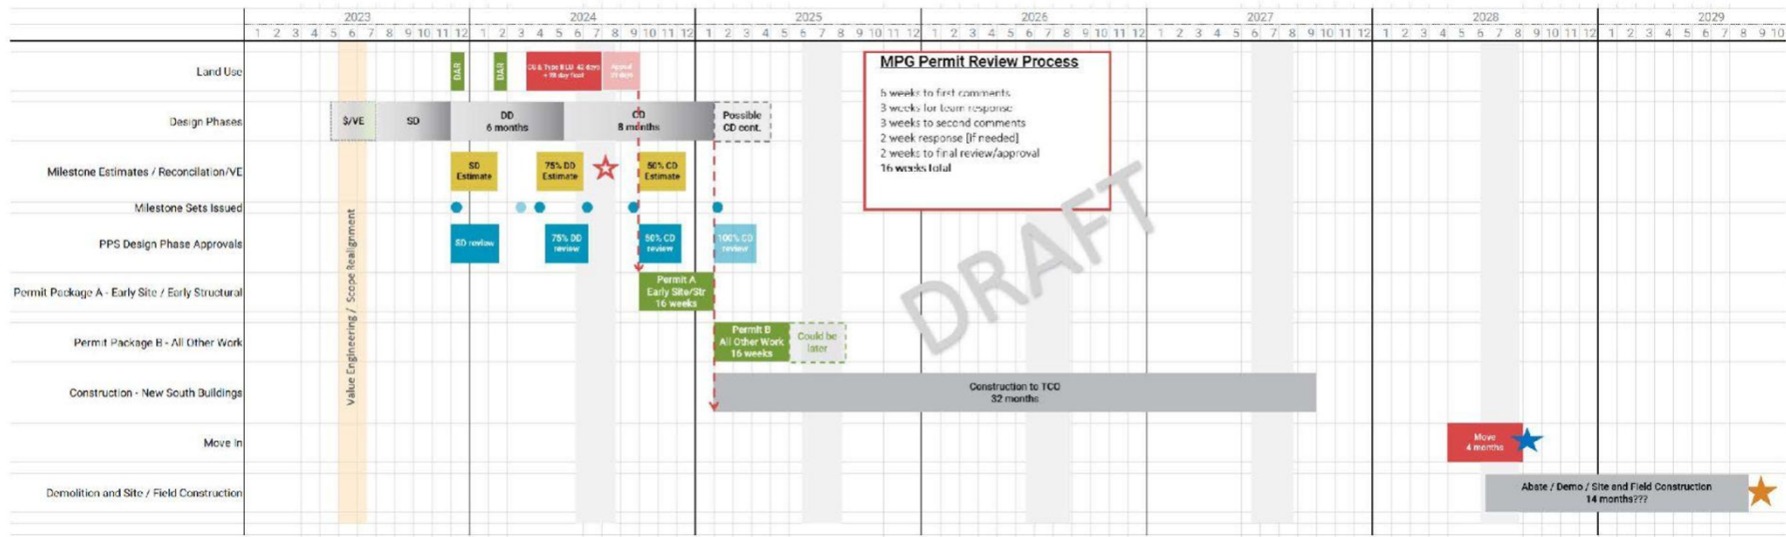 2023 2024 2025 2026 2027 2028 2029
1 2 3 4 5 6 7 8 9 10 11 12 1 2 3 4 5 6 7 8 9 10 11 12 1 2 3 4 5 6 7 8 9 10 11 12 1 2 3 4 5 6 7 8 9 10 11 12 1 2 3 4 5 6 7 8 9 10 11 12 1 2 3 4 5 6 7 8 9 10 11 12 1 2 3 4 5 6 7 8 9 10
Land Use
DAR
DAR
CU & Type
42 days
Appeal
Design Phases
$/VE
SD
DD
6 months
CD
8 months
Possible
CD cont.
Milestone Estimates / Reconciliation/VE
SD
Estimate
75% DD
Estimate
50% CD
Estimate
Milestone Sets Issued
PPS Design Phase Approvals
SD review
75% DD
review
50% CD
review
100% CD
review
Permit Package A - Early Site / Early Structural
Permit A
Early Site/Str
16 weeks
Permit Package B - All Other Work
Permit B
All Other Work
16 weeks
Could be
later
Construction - New South Buildings
Construction to TCO
32 months
Move In
Move
4 months
Demolition and Site / Field Construction
Abate / Demo / Site and Field Construction
14 months???
Value Engineering / Scope Realignment
MPG Permit Review Process
weeks to first comments
3 weeks for team response
3 weeks to second comments
2 week response [if needed]
2 weeks to final review/approval
16 weeks total
DRAFT